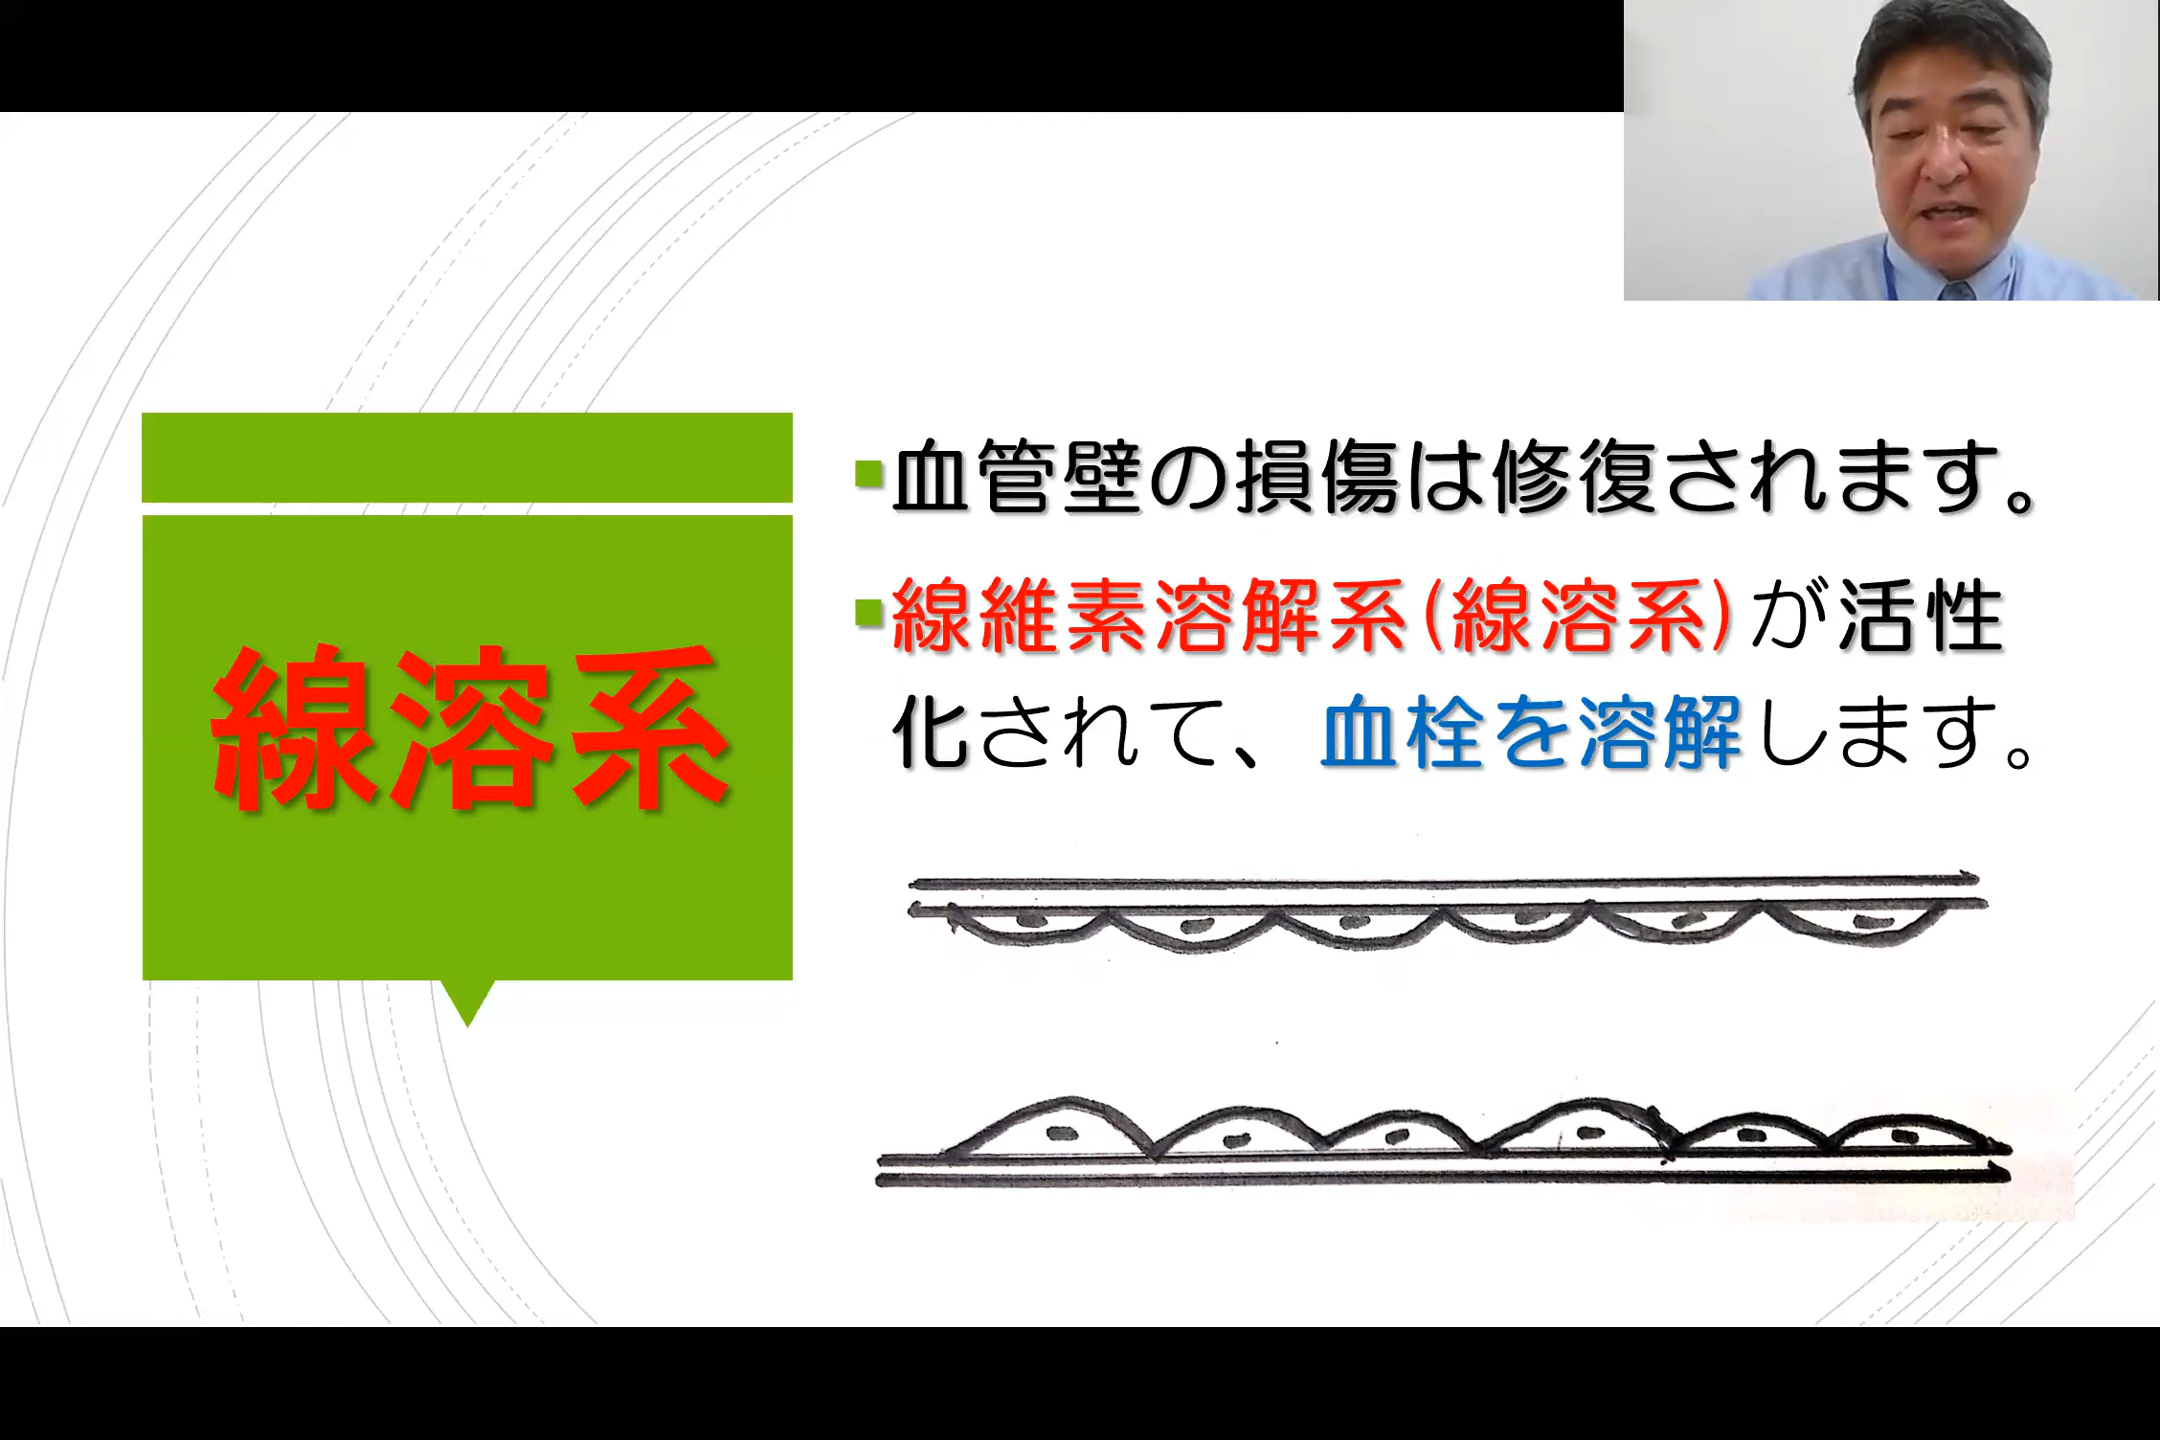 線溶系
血管壁の損傷は修復されます。
線維素溶解系(線溶系)が活性
化されて、血栓を溶解します。